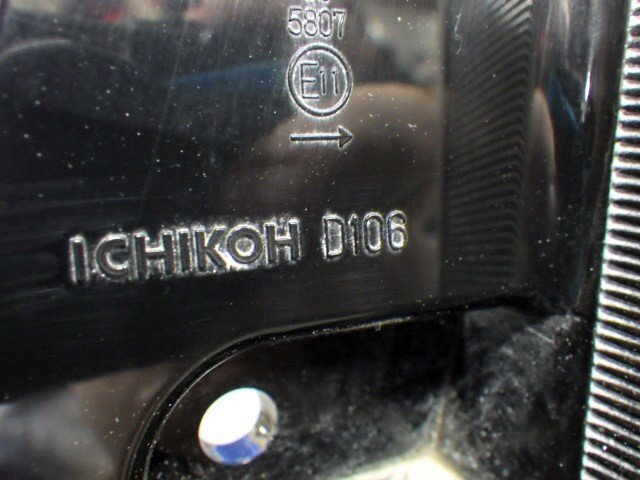 5807
E11
→
ICHIKOH D106